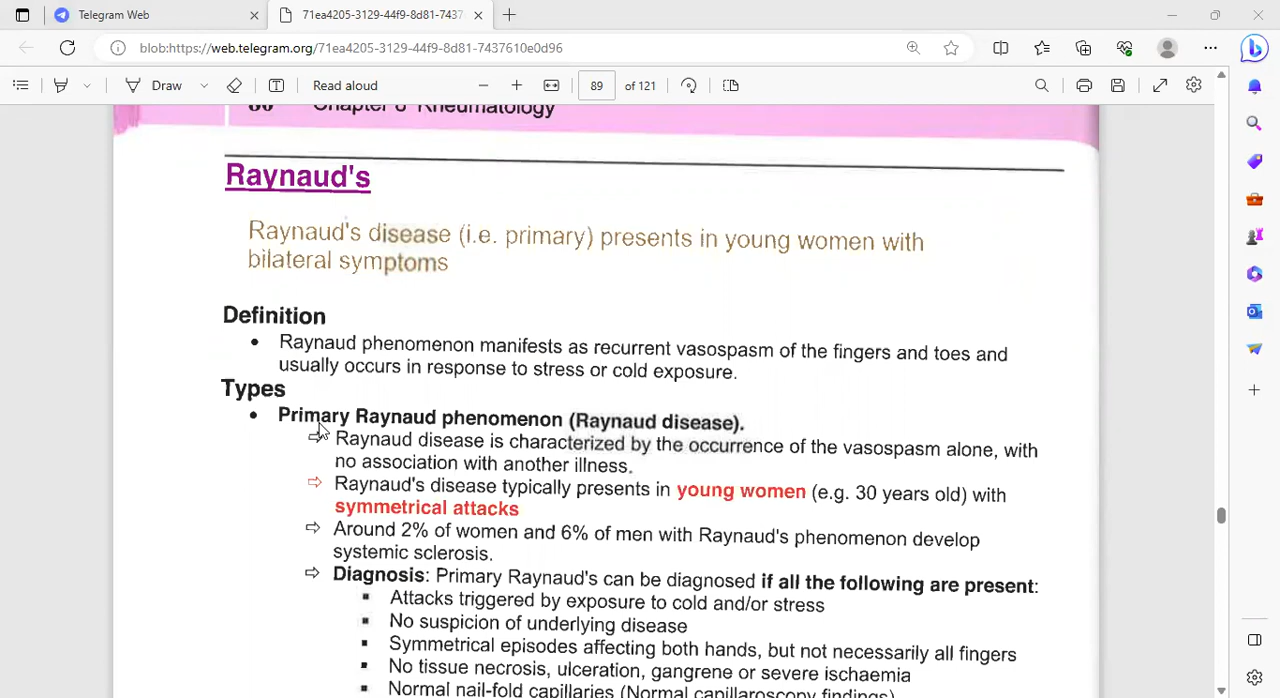 Telegram Web
71ea4205-3129-44f9-8d81-7437
blob:https://web.telegram.org/71ea4205-3129-44f9-8d81-7437610e0d96
Draw
Read aloud
89 of 121
Chapter 6 Rheumatology
Raynaud's
Raynaud's disease (i.e. primary) presents in young women with
bilateral symptoms
Definition
• Raynaud phenomenon manifests as recurrent vasospasm of the fingers and toes and
usually occurs in response to stress or cold exposure.
Types
• Primary Raynaud phenomenon (Raynaud disease).
⇨ Raynaud disease is characterized by the occurrence of the vasospasm alone, with
no association with another illness.
⇨ Raynaud's disease typically presents in young women (e.g. 30 years old) with
symmetrical attacks
⇨ Around 2% of women and 6% of men with Raynaud's phenomenon develop
systemic sclerosis.
⇨ Diagnosis: Primary Raynaud's can be diagnosed if all the following are present:
▪ Attacks triggered by exposure to cold and/or stress
▪ No suspicion of underlying disease
▪ Symmetrical episodes affecting both hands, but not necessarily all fingers
▪ No tissue necrosis, ulceration, gangrene or severe ischaemia
▪ Normal nail-fold capillaries (Normal capillaroscopy findings)